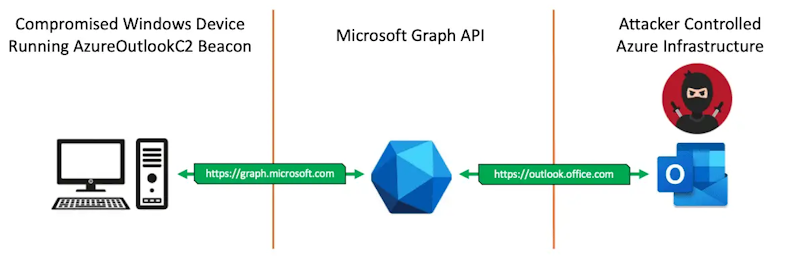 Compromised Windows Device
Running AzureOutlookC2 Beacon
Microsoft Graph API
Attacker Controlled
Azure Infrastructure
https://graph.microsoft.com
https://outlook.office.com
O